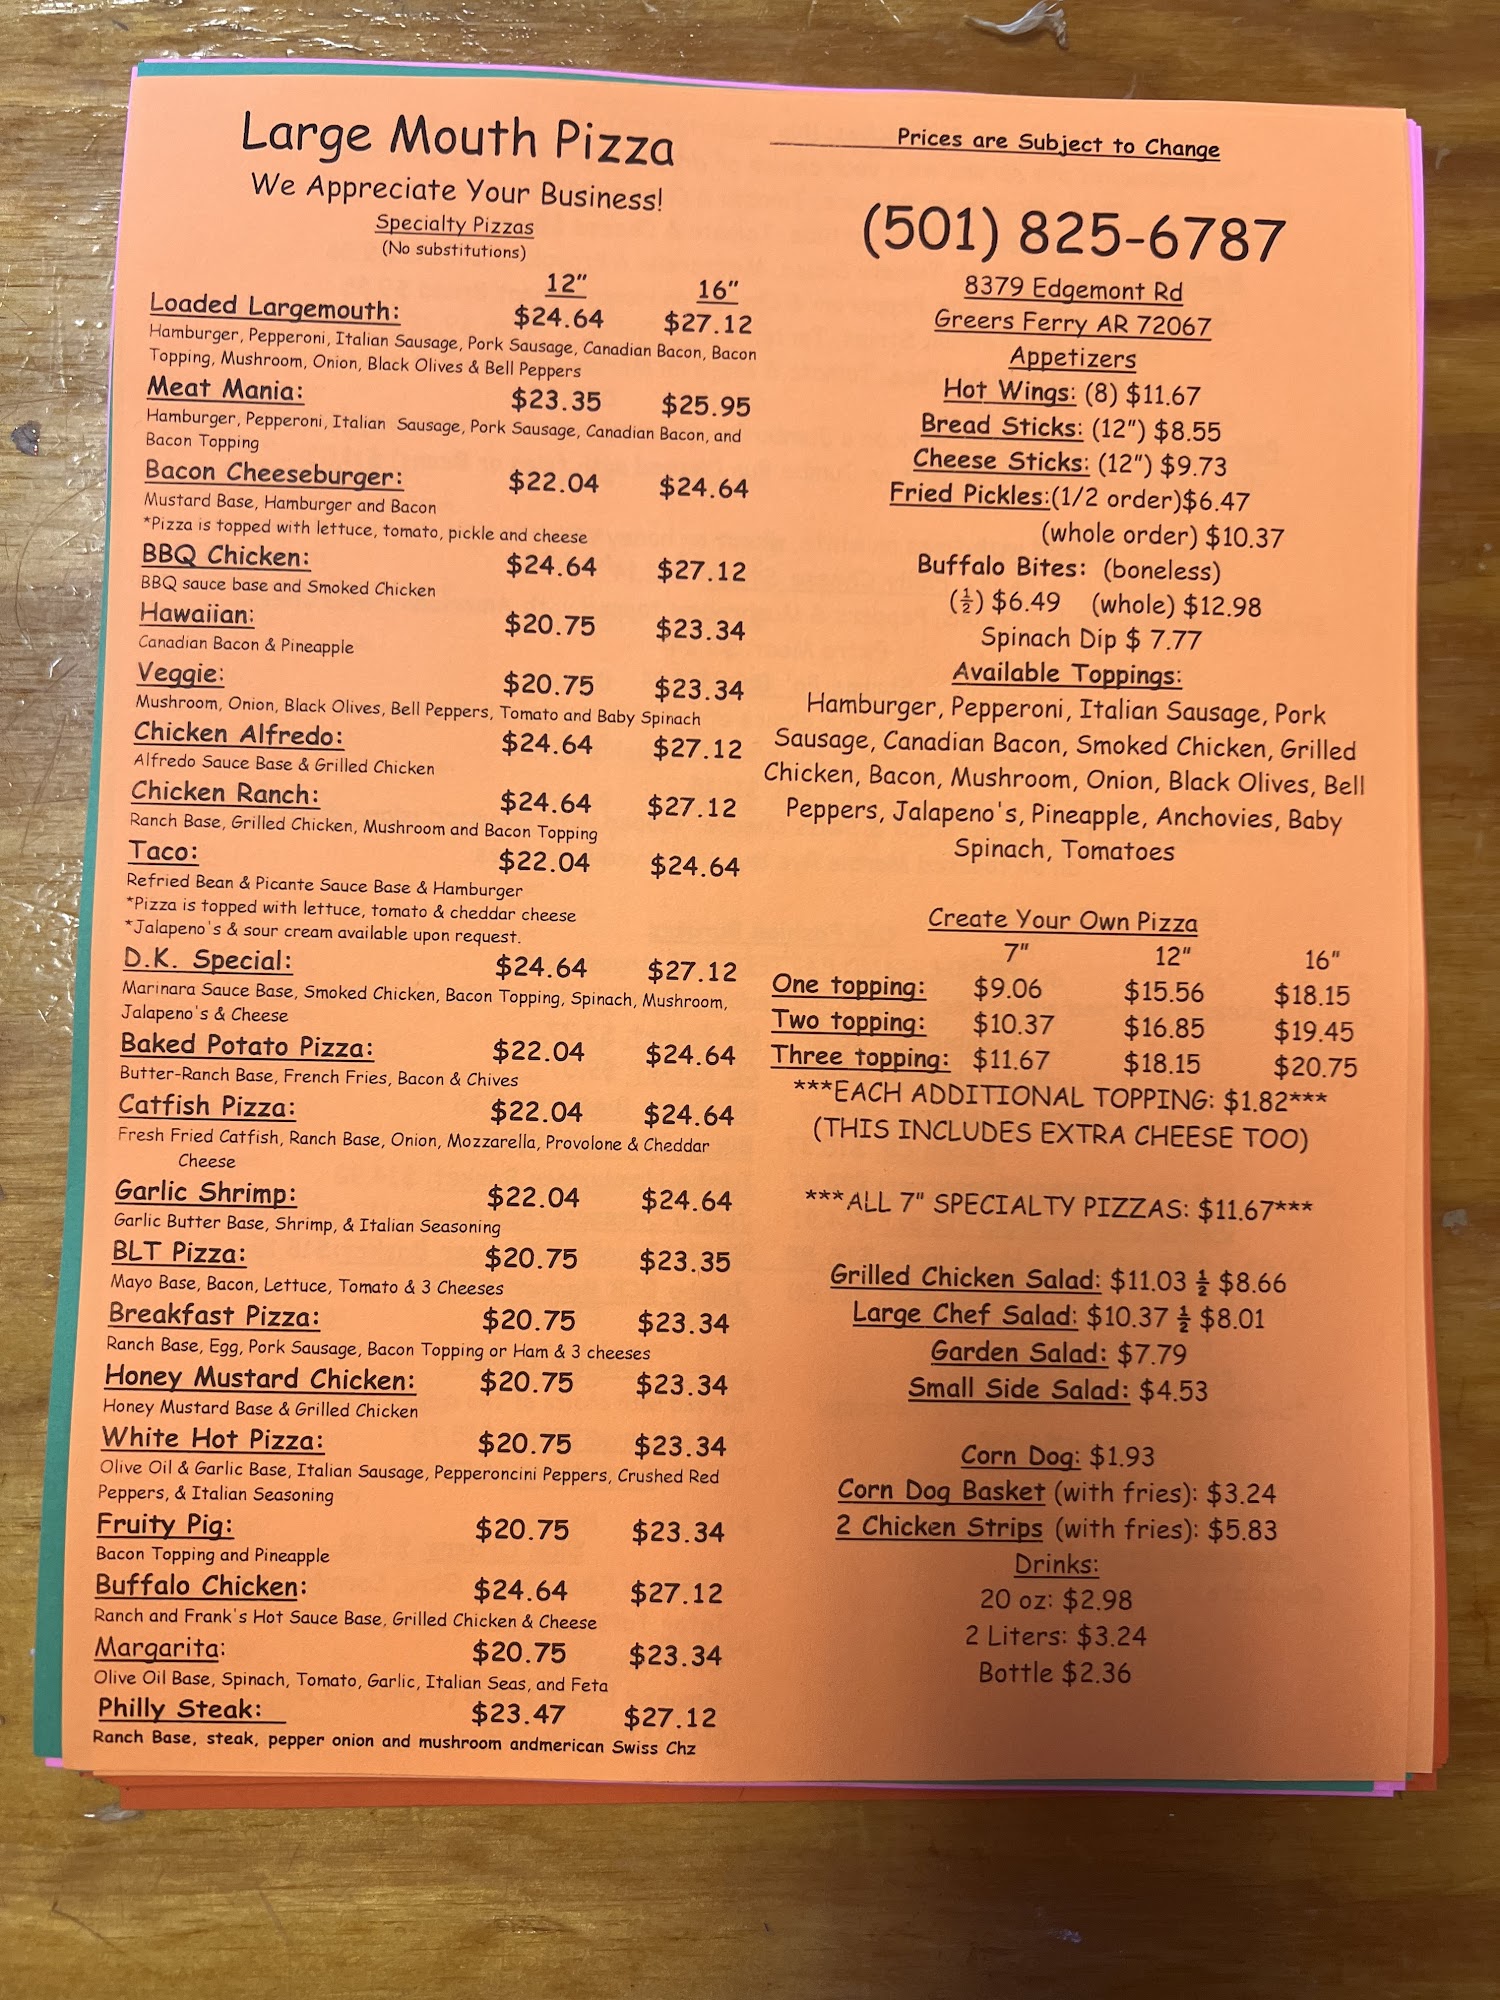 Large Mouth Pizza
We Appreciate Your Business!
Specialty Pizzas
(No substitutions)
12" 16"
Loaded Largemouth: $24.64 $27.12
Hamburger, Pepperoni, Italian Sausage, Pork Sausage, Canadian Bacon, Bacon
Topping, Mushroom, Onion, Black Olives & Bell Peppers
Meat Mania: $23.35 $25.95
Hamburger, Pepperoni, Italian Sausage, Pork Sausage, Canadian Bacon, and
Bacon Topping
Bacon Cheeseburger: $22.04 $24.64
Mustard Base, Hamburger and Bacon
*Pizza is topped with lettuce, tomato, pickle and cheese
BBQ Chicken: $24.64 $27.12
BBQ sauce base and Smoked Chicken
Hawaiian: $20.75 $23.34
Canadian Bacon & Pineapple
Veggie: $20.75 $23.34
Mushroom, Onion, Black Olives, Bell Peppers, Tomato and Baby Spinach
Chicken Alfredo: $24.64 $27.12
Alfredo Sauce Base & Grilled Chicken
Chicken Ranch: $24.64 $27.12
Ranch Base, Grilled Chicken, Mushroom and Bacon Topping
Taco: $22.04 $24.64
Refried Bean & Picante Sauce Base & Hamburger
*Pizza is topped with lettuce, tomato & cheddar cheese
*Jalapeno's & sour cream available upon request.
D.K. Special: $24.64 $27.12
Marinara Sauce Base, Smoked Chicken, Bacon Topping, Spinach, Mushroom,
Jalapeno's & Cheese
Baked Potato Pizza: $22.04 $24.64
Butter-Ranch Base, French Fries, Bacon & Chives
Catfish Pizza: $22.04 $24.64
Fresh Fried Catfish, Ranch Base, Onion, Mozzarella, Provolone & Cheddar
Cheese
Garlic Shrimp: $22.04 $24.64
Garlic Butter Base, Shrimp, & Italian Seasoning
BLT Pizza: $20.75 $23.35
Mayo Base, Bacon, Lettuce, Tomato & 3 Cheeses
Breakfast Pizza: $20.75 $23.34
Ranch Base, Egg, Pork Sausage, Bacon Topping or Ham & 3 cheeses
Honey Mustard Chicken: $20.75 $23.34
Honey Mustard Base & Grilled Chicken
White Hot Pizza: $20.75 $23.34
Olive Oil & Garlic Base, Italian Sausage, Pepperoncini Peppers, Crushed Red
Peppers, & Italian Seasoning
Fruity Pig: $20.75 $23.34
Bacon Topping and Pineapple
Buffalo Chicken: $24.64 $27.12
Ranch and Frank's Hot Sauce Base, Grilled Chicken & Cheese
Margarita: $20.75 $23.34
Olive Oil Base, Spinach, Tomato, Garlic, Italian Seas, and Feta
Philly Steak: $23.47 $27.12
Ranch Base, steak, pepper onion and mushroom andmerican Swiss Chz
Prices are Subject to Change
(501) 825-6787
8379 Edgemont Rd
Greers Ferry AR 72067
Appetizers
Hot Wings: (8) $11.67
Bread Sticks: (12") $8.55
Cheese Sticks: (12") $9.73
Fried Pickles:(1/2 order)$6.47
(whole order) $10.37
Buffalo Bites: (boneless)
(½) $6.49 (whole) $12.98
Spinach Dip $ 7.77
Available Toppings:
Hamburger, Pepperoni, Italian Sausage, Pork
Sausage, Canadian Bacon, Smoked Chicken, Grilled
Chicken, Bacon, Mushroom, Onion, Black Olives, Bell
Peppers, Jalapeno's, Pineapple, Anchovies, Baby
Spinach, Tomatoes
Create Your Own Pizza
7" 12" 16"
One topping: $9.06 $15.56 $18.15
Two topping: $10.37 $16.85 $19.45
Three topping: $11.67 $18.15 $20.75
***EACH ADDITIONAL TOPPING: $1.82***
(THIS INCLUDES EXTRA CHEESE TOO)
***ALL 7" SPECIALTY PIZZAS: $11.67***
Grilled Chicken Salad: $11.03 ½ $8.66
Large Chef Salad: $10.37 ½ $8.01
Garden Salad: $7.79
Small Side Salad: $4.53
Corn Dog: $1.93
Corn Dog Basket (with fries): $3.24
2 Chicken Strips (with fries): $5.83
Drinks:
20 oz: $2.98
2 Liters: $3.24
Bottle $2.36